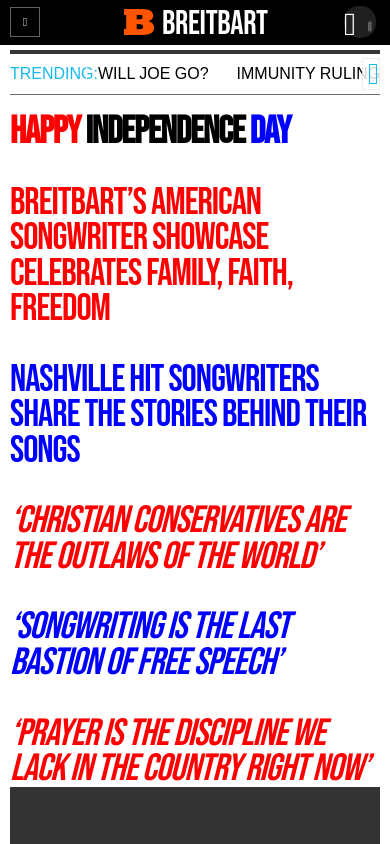 B BREITBART
TRENDING: WILL JOE GO? IMMUNITY RULING
HAPPY INDEPENDENCE DAY
BREITBART’S AMERICAN
SONGWRITER SHOWCASE
CELEBRATES FAMILY, FAITH,
FREEDOM
NASHVILLE HIT SONGWRITERS
SHARE THE STORIES BEHIND THEIR
SONGS
‘CHRISTIAN CONSERVATIVES ARE
THE OUTLAWS OF THE WORLD’
‘SONGWRITING IS THE LAST
BASTION OF FREE SPEECH’
‘PRAYER IS THE DISCIPLINE WE
LACK IN THE COUNTRY RIGHT NOW’